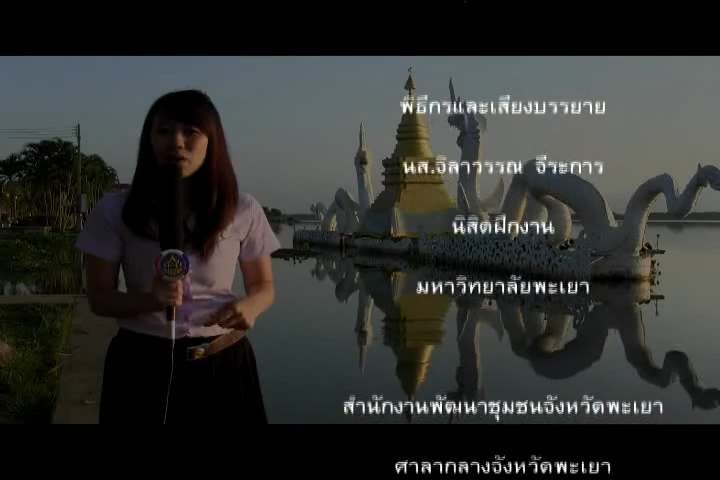 พิธีกรและเสียงบรรยาย
นส.จิลาวรรณ จีระการ
นิสิตฝึกงาน
มหาวิทยาลัยพะเยา
สำนักงานพัฒนาชุมชนจังหวัดพะเยา
ศาลากลางจังหวัดพะเยา